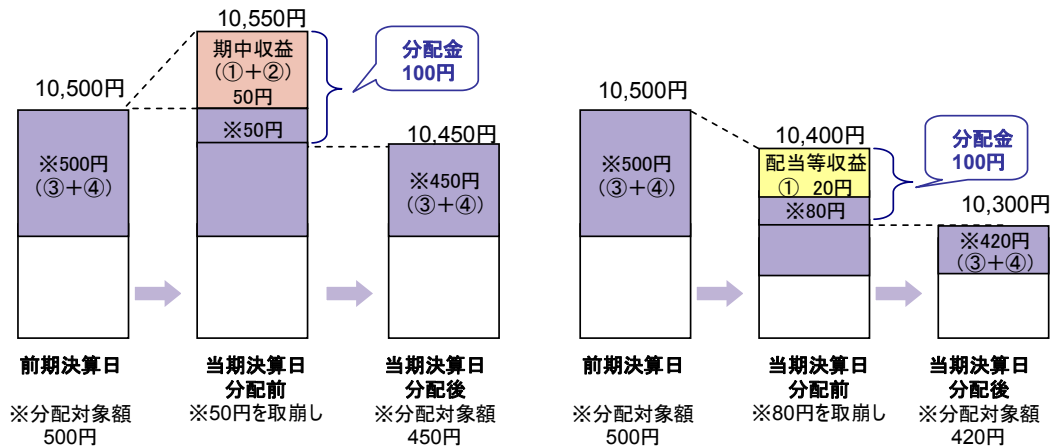 10,550円
期中収益
(①+②)
50円
分配金
100円
10,500円
※50円
10,450円
※500円
(③+④)
※450円
(③+④)
前期決算日
当期決算日
分配前
当期決算日
分配後
※分配対象額
500円
※50円を取崩し
※分配対象額
450円
10,500円
10,400円
分配金
100円
配当等収益
① 20円
※500円
(③+④)
※80円
10,300円
※420円
(③+④)
前期決算日
当期決算日
分配前
当期決算日
分配後
※分配対象額
500円
※80円を取崩し
※分配対象額
420円